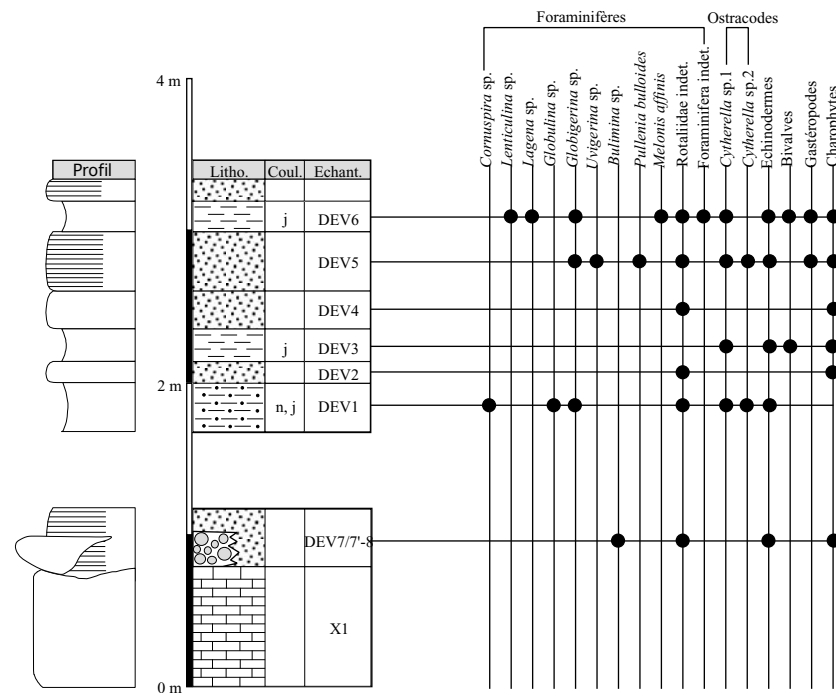 Foraminifères
Ostracodes
Cornuspira sp.
Lenticulina sp.
Lagena sp.
Globulina sp.
Globigerina sp.
Uvigerina sp.
Bulimina sp.
Pullenia bulloides
Melonis affinis
Rotaliidae indet.
Foraminifera indet.
Cytherella sp.1
Cytherella sp.2
Echinodermes
Bivalves
Gastéropodes
Charophytes
4 m
Profil
Litho.
Coul.
Echant.
j
DEV6
DEV5
DEV4
j
DEV3
DEV2
2 m
n, j
DEV1
DEV7/7'-8
X1
0 m